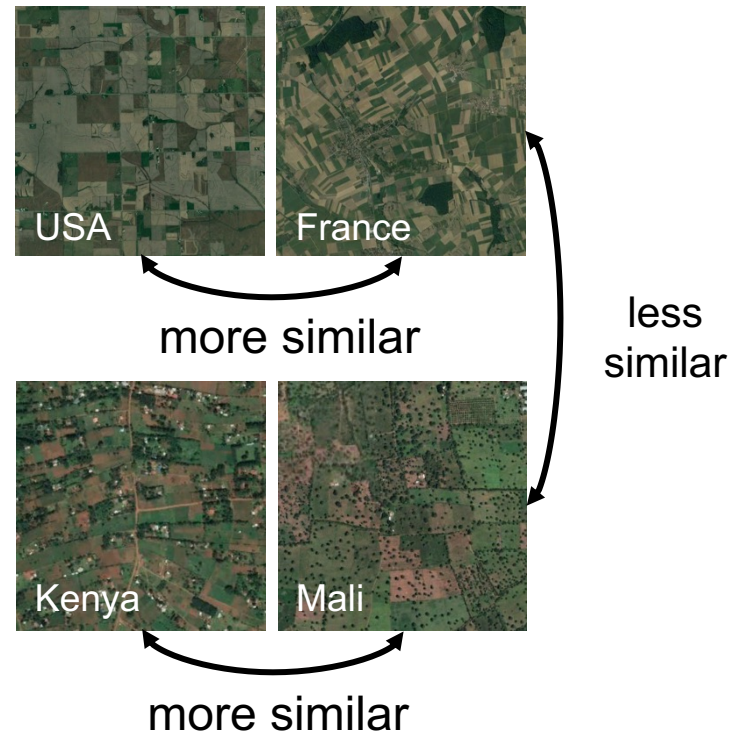 USA
France
more similar
less
similar
Kenya
Mali
more similar